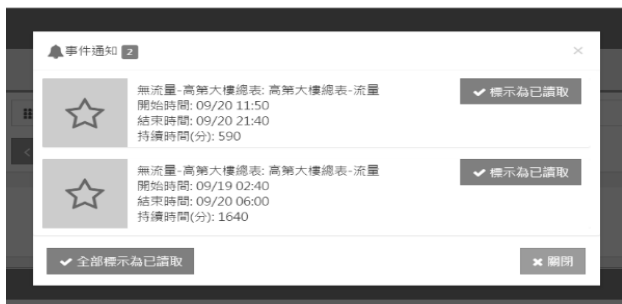 事件通知 2
無流量-高第大樓總表: 高第大樓總表-流量
開始時間: 09/20 11:50
結束時間: 09/20 21:40
持續時間(分): 590
標示為已讀取
無流量-高第大樓總表: 高第大樓總表-流量
開始時間: 09/19 02:40
結束時間: 09/20 06:00
持續時間(分): 1640
標示為已讀取
全部標示為已讀取
關閉